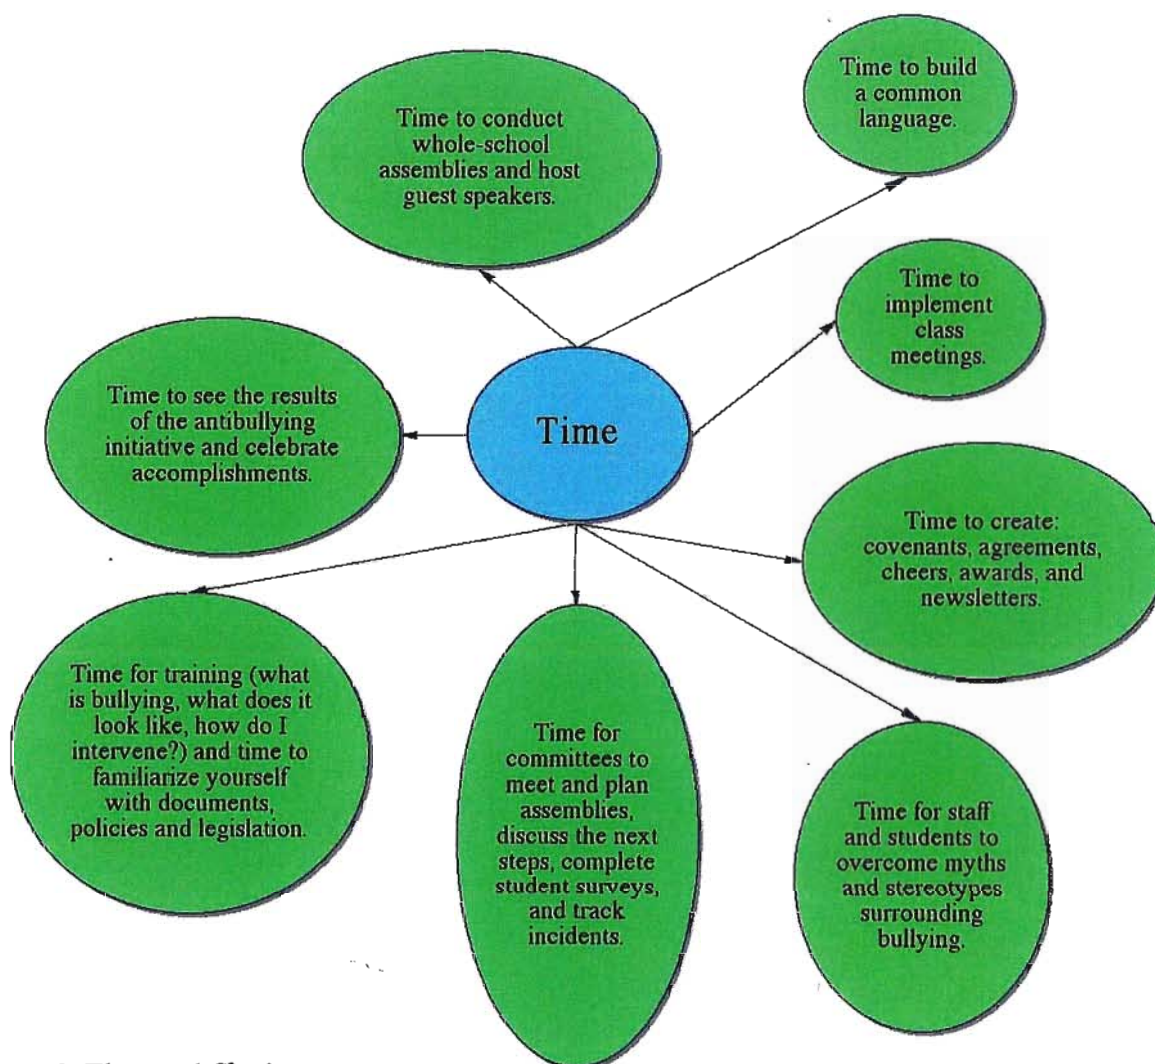 Time to build
a common
language.
Time to conduct
whole-school
assemblies and host
guest speakers.
Time to
implement
class
meetings.
Time to see the results
of the antibullying
initiative and celebrate
accomplishments.
Time
Time to create:
covenants, agreements,
cheers, awards, and
newsletters.
Time for training (what
is bullying, what does it
look like, how do I
intervene?) and time to
familiarize yourself
with documents,
policies and legislation.
Time for
committees to
meet and plan
assemblies,
discuss the next
steps, complete
student surveys,
and track
incidents.
Time for staff
and students to
overcome myths
and stereotypes
surrounding
bullying.